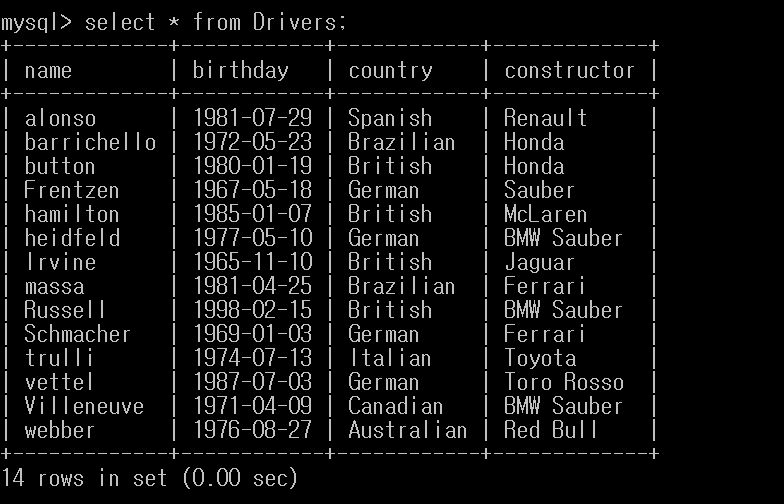 mysql> select * from Drivers;
+-------------+------------+------------+-------------+
| name        | birthday   | country    | constructor |
+-------------+------------+------------+-------------+
| alonso      | 1981-07-29 | Spanish    | Renault     |
| barrichello | 1972-05-23 | Brazilian  | Honda       |
| button      | 1980-01-19 | British    | Honda       |
| Frentzen    | 1967-05-18 | German     | Sauber      |
| hamilton    | 1985-01-07 | British    | McLaren     |
| heidfeld    | 1977-05-10 | German     | BMW Sauber  |
| Irvine      | 1965-11-10 | British    | Jaguar      |
| massa       | 1981-04-25 | Brazilian  | Ferrari     |
| Russell     | 1998-02-15 | British    | BMW Sauber  |
| Schmacher   | 1969-01-03 | German     | Ferrari     |
| trulli      | 1974-07-13 | Italian    | Toyota      |
| vettel      | 1987-07-03 | German     | Toro Rosso  |
| Villeneuve  | 1971-04-09 | Canadian   | BMW Sauber  |
| webber      | 1976-08-27 | Australian | Red Bull    |
+-------------+------------+------------+-------------+
14 rows in set (0.00 sec)